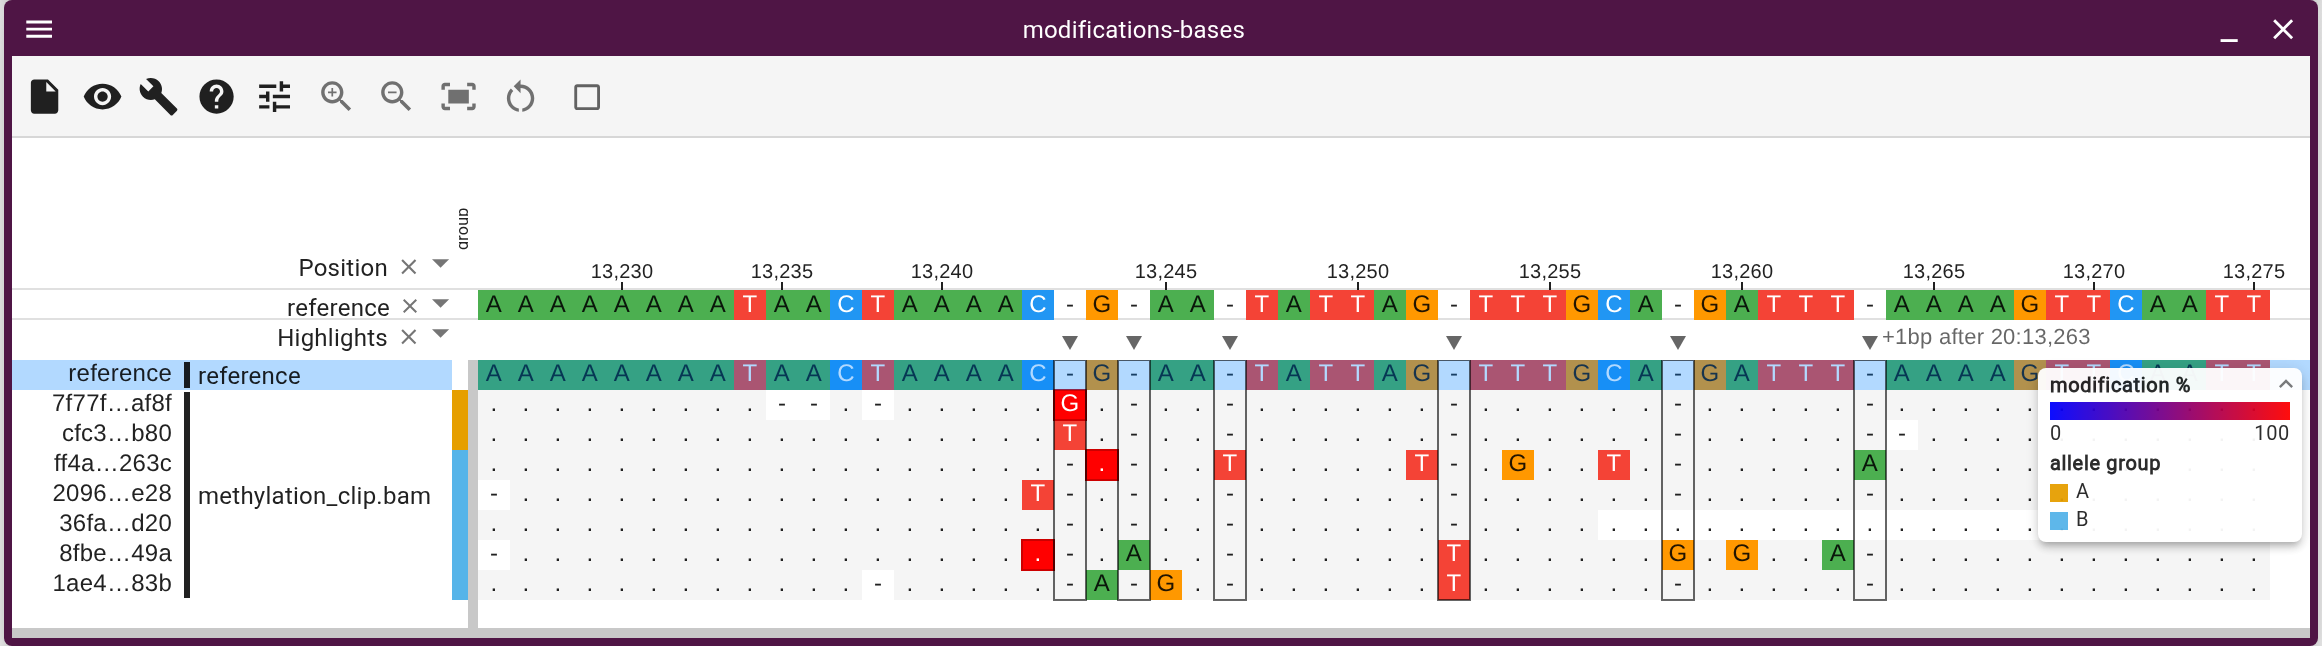 modifications-bases
group
Position
13,230 13,235 13,240 13,245 13,250 13,255 13,260 13,265 13,270 13,275
reference A A A A A A A A T A A C T A A A A C - G - A A - T A T T A G - T T T G C A - G A T T T - A A A A G T T C A A T T
Highlights +1bp after 20:13,263
reference reference A A A A A A A A T A A C T A A A A C - G - A A - T A T T A G - T T T G C A - G A T T T - A A A A G T T C A A T T
7f77f…af8f . . . . . . . . . - - . - . . . . . G . - . . - . . . . . . - . . . . . . - . . . . . - . . . . .
cfc3…b80 . . . . . . . . . . . . . . . . . . T . - . . - . . . . . . - . . . . . . - . . . . . - - . . . .
ff4a…263c . . . . . . . . . . . . . . . . . . - . - . . T . . . . . T - . G . . T . - . . . . . A . . . . .
2096…e28 - . . . . . . . . . . . . . . . . T - . - . . - . . . . . . - . . . . . . - . . . . . - . . . . .
methylation_clip.bam
36fa…d20 . . . . . . . . . . . . . . . . . . - . - . . - . . . . . . - . . . . . . . . . . . . . . . . . .
8fbe…49a - . . . . . . . . . . . . . . . . . - . A . . - . . . . . . T . . . . . . G . G . . A - . . . . . . . . . . . .
1ae4…83b . . . . . . . . . . . . - . . . . . - A - G . - . . . . . . T . . . . . . - . . . . . - . . . . . . . . . . . .
modification %
0 100
allele group
A
B